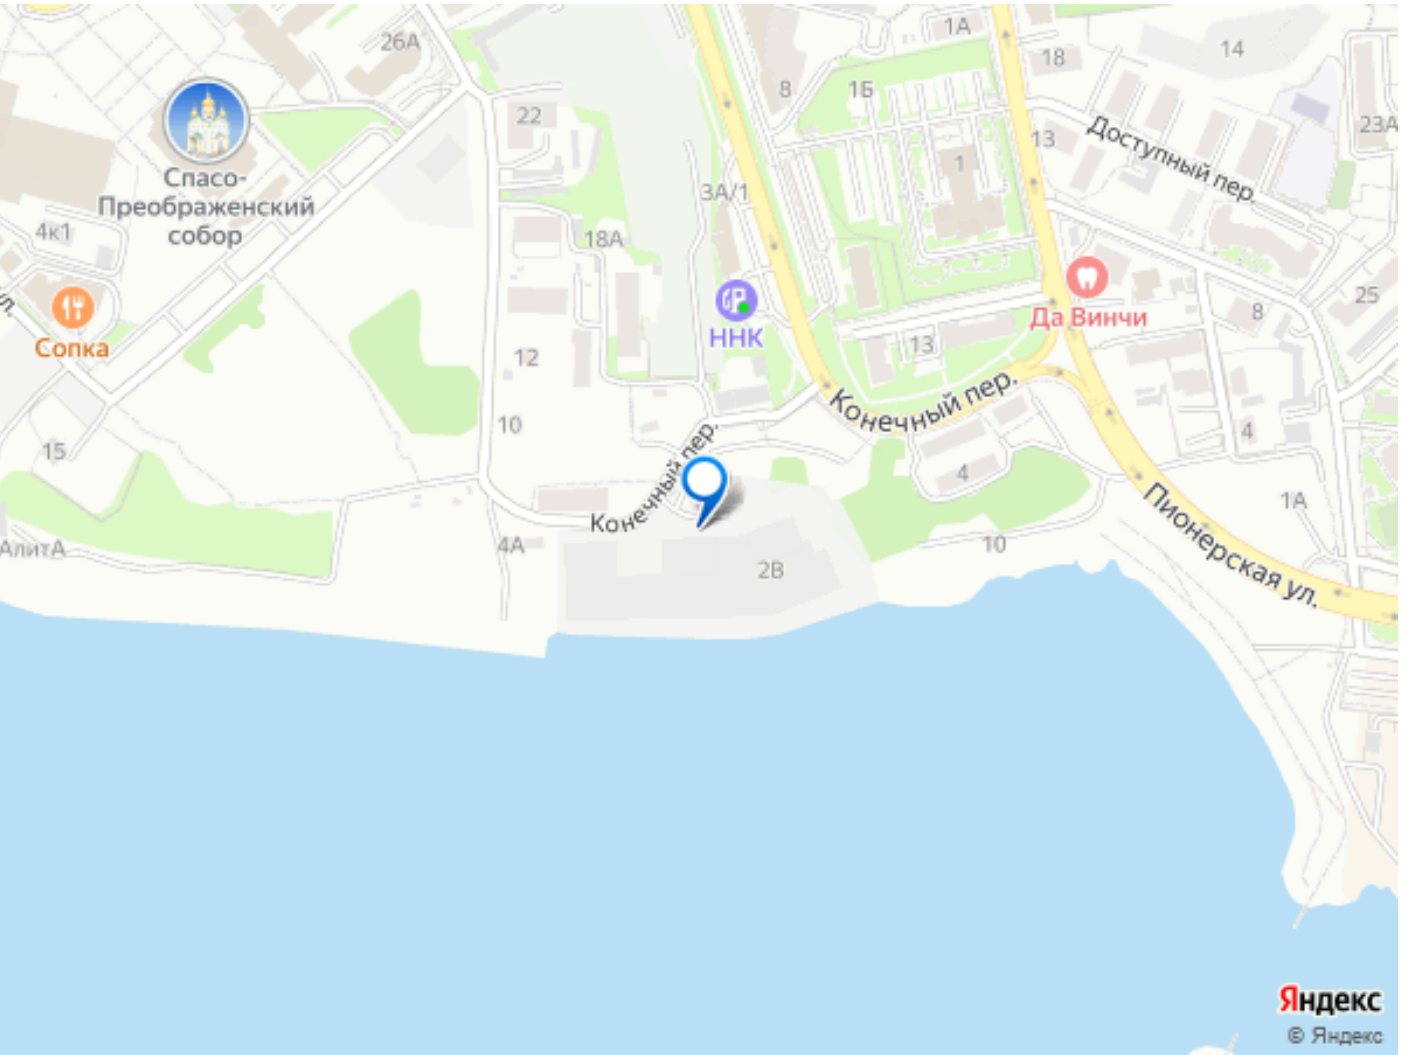 26А
1А
18
14
8
1Б
22
23А
13
Доступный пер.
1
Спасо-
Преображенский
собор
3А/1
4к1
18А
ул.
25
8
Сопка
ННК
Да Винчи
13
12
Конечный пер.
10
Конечный пер.
4
15
4
1А
Пионерская ул.
АлитА
4А
10
2В
Яндекс
© Яндекс